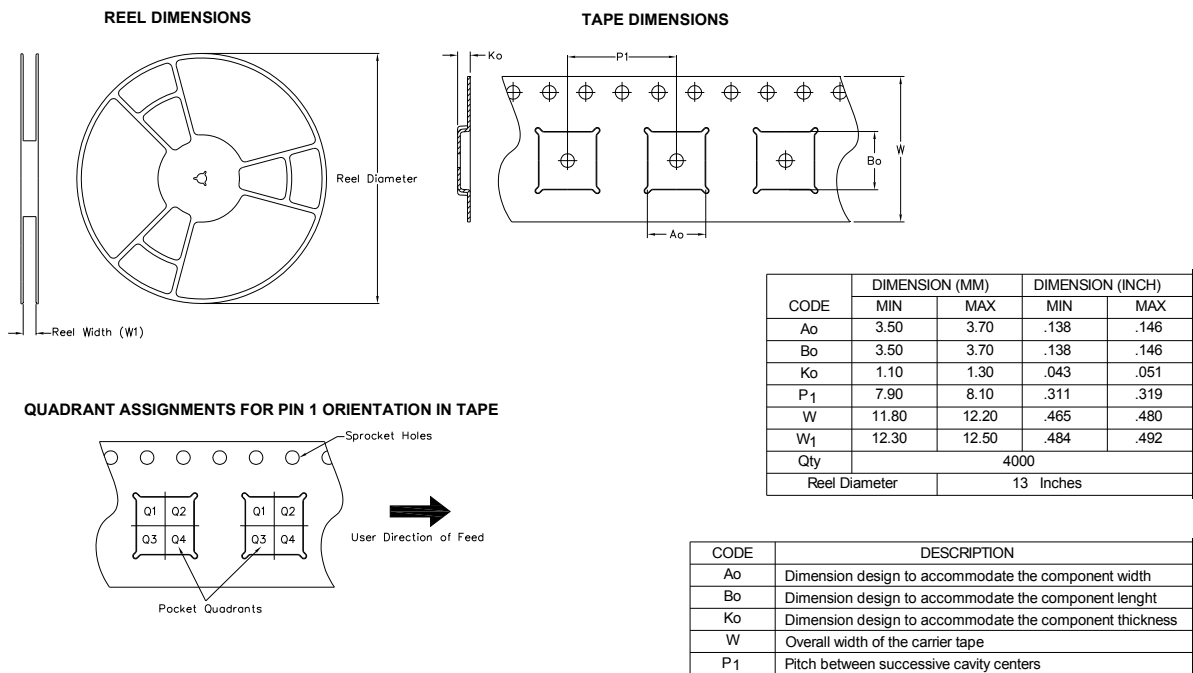 REEL DIMENSIONS
TAPE DIMENSIONS
Ko
P1
Reel Diameter
Bo
W
Ao
Reel Width (W1)
DIMENSION (MM) DIMENSION (INCH)
CODE MIN MAX MIN MAX
Ao 3.50 3.70 .138 .146
Bo 3.50 3.70 .138 .146
Ko 1.10 1.30 .043 .051
P1 7.90 8.10 .311 .319
W 11.80 12.20 .465 .480
W1 12.30 12.50 .484 .492
Qty 4000
Reel Diameter 13 Inches
QUADRANT ASSIGNMENTS FOR PIN 1 ORIENTATION IN TAPE
Sprocket Holes
Q1 Q2 Q1 Q2
Q3 Q4 Q3 Q4
User Direction of Feed
Pocket Quadrants
CODE DESCRIPTION
Ao Dimension design to accommodate the component width
Bo Dimension design to accommodate the component lenght
Ko Dimension design to accommodate the component thickness
W Overall width of the carrier tape
P1 Pitch between successive cavity centers